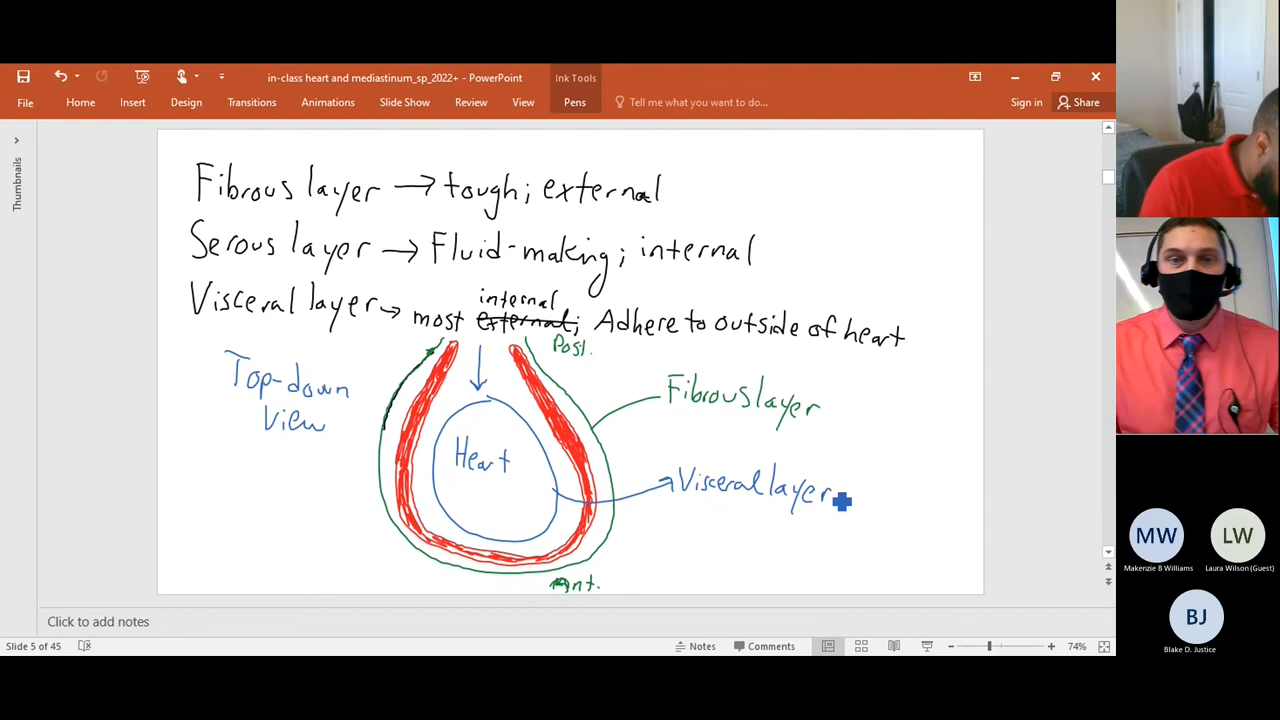 in-class heart and mediastinum_sp_2022+ - PowerPoint
Ink Tools
File
Home
Insert
Design
Transitions
Animations
Slide Show
Review
View
Pens
Tell me what you want to do...
Sign in
Share
Thumbnails
Fibrous layer → tough; external
Serous layer → Fluid-making; internal
internal
Visceral layer → most external; Adhere to outside of heart
Post.
Top-down
View
Fibrous layer
Heart
Visceral layer
Ant.
Click to add notes
Slide 5 of 45
Notes
Comments
74%
MW
Makenzie B Williams
LW
Laura Wilson (Guest)
BJ
Blake D. Justice